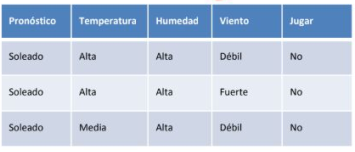 Pronóstico Temperatura Humedad Viento Jugar
Soleado Alta Alta Débil No
Soleado Alta Alta Fuerte No
Soleado Media Alta Débil No